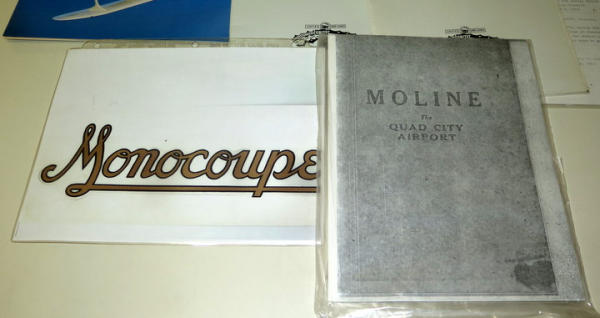 Monocoupe
MOLINE
The
QUAD CITY
AIRPORT